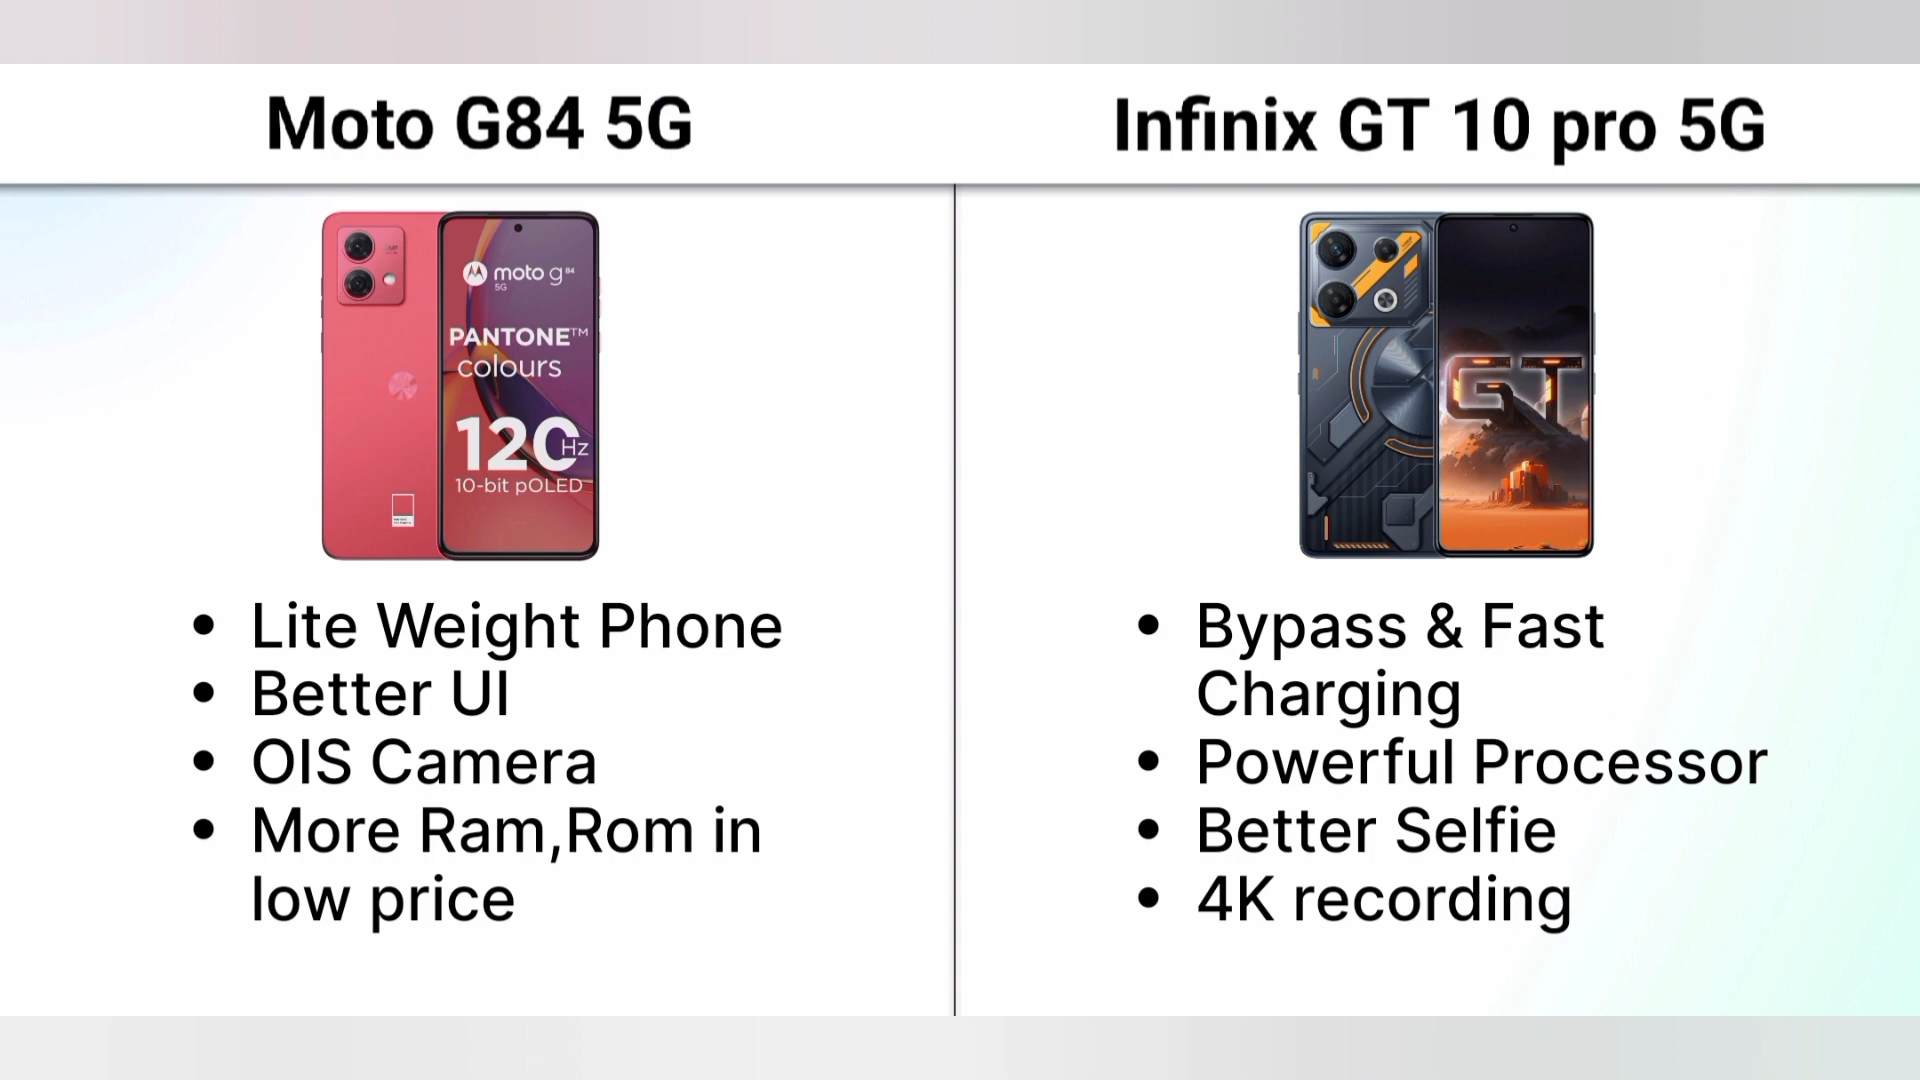 Moto G84 5G
Infinix GT 10 pro 5G
moto g84
5G
PANTONE™
colours
120Hz
10-bit pOLED
GT
• Lite Weight Phone
• Better UI
• OIS Camera
• More Ram,Rom in
low price
• Bypass & Fast
Charging
• Powerful Processor
• Better Selfie
• 4K recording